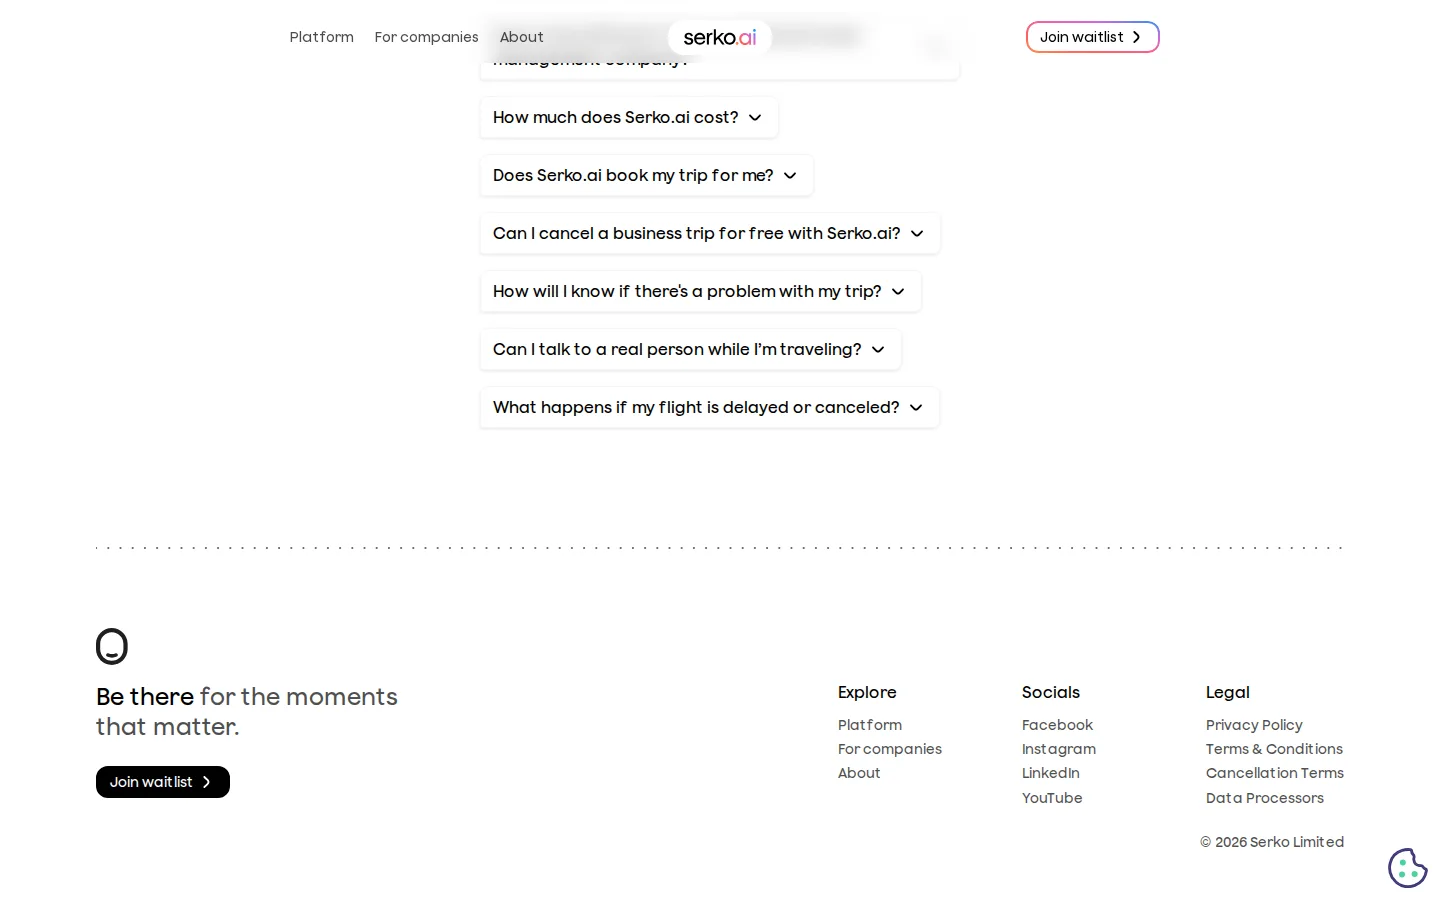 Platform
For companies
About
serko.ai
Join waitlist
management company?
How much does Serko.ai cost?
Does Serko.ai book my trip for me?
Can I cancel a business trip for free with Serko.ai?
How will I know if there's a problem with my trip?
Can I talk to a real person while I’m traveling?
What happens if my flight is delayed or canceled?
Be there for the moments
that matter.
Join waitlist
Explore
Platform
For companies
About
Socials
Facebook
Instagram
LinkedIn
YouTube
Legal
Privacy Policy
Terms & Conditions
Cancellation Terms
Data Processors
© 2026 Serko Limited